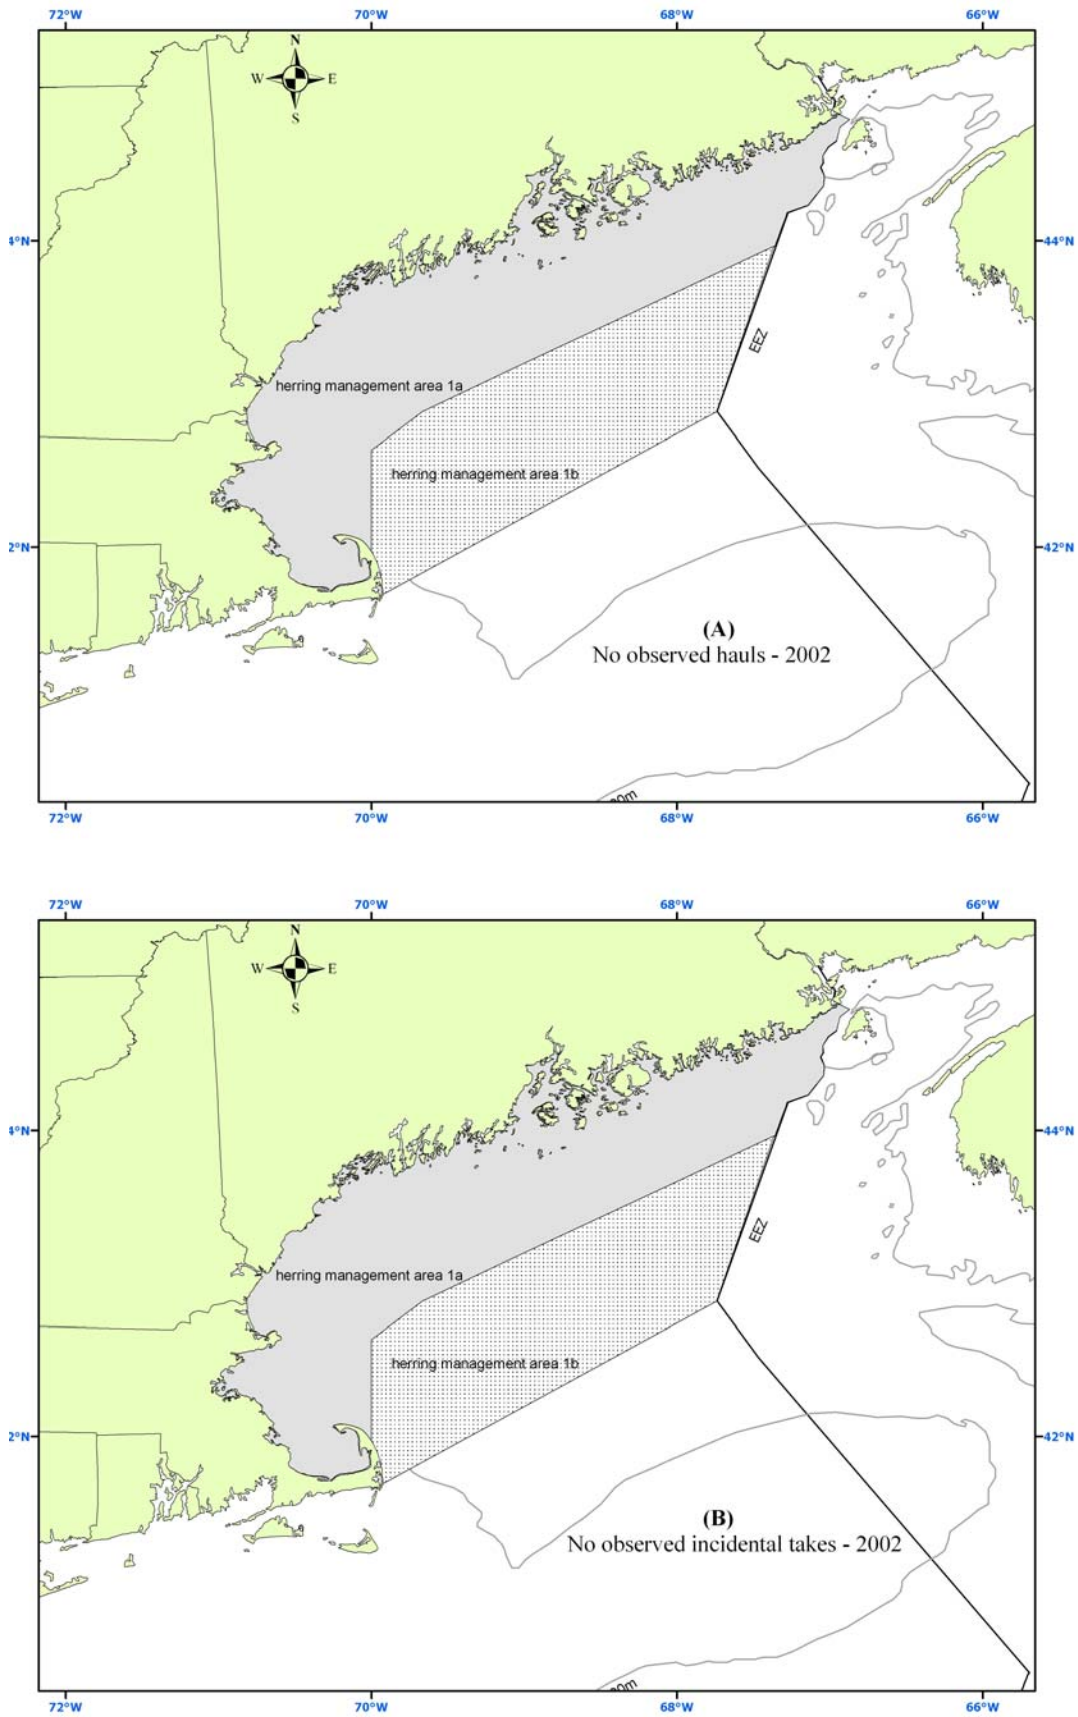 72°W 70°W 68°W 66°W
N
W E
S
4°N 44°N
EEZ
herring management area 1a
herring management area 1b
2°N 42°N
(A)
No observed hauls - 2002
72°W 70°W 68°W 66°W
72°W 70°W 68°W 66°W
N
W E
S
4°N 44°N
EEZ
herring management area 1a
herring management area 1b
2°N 42°N
(B)
No observed incidental takes - 2002
72°W 70°W 68°W 66°W